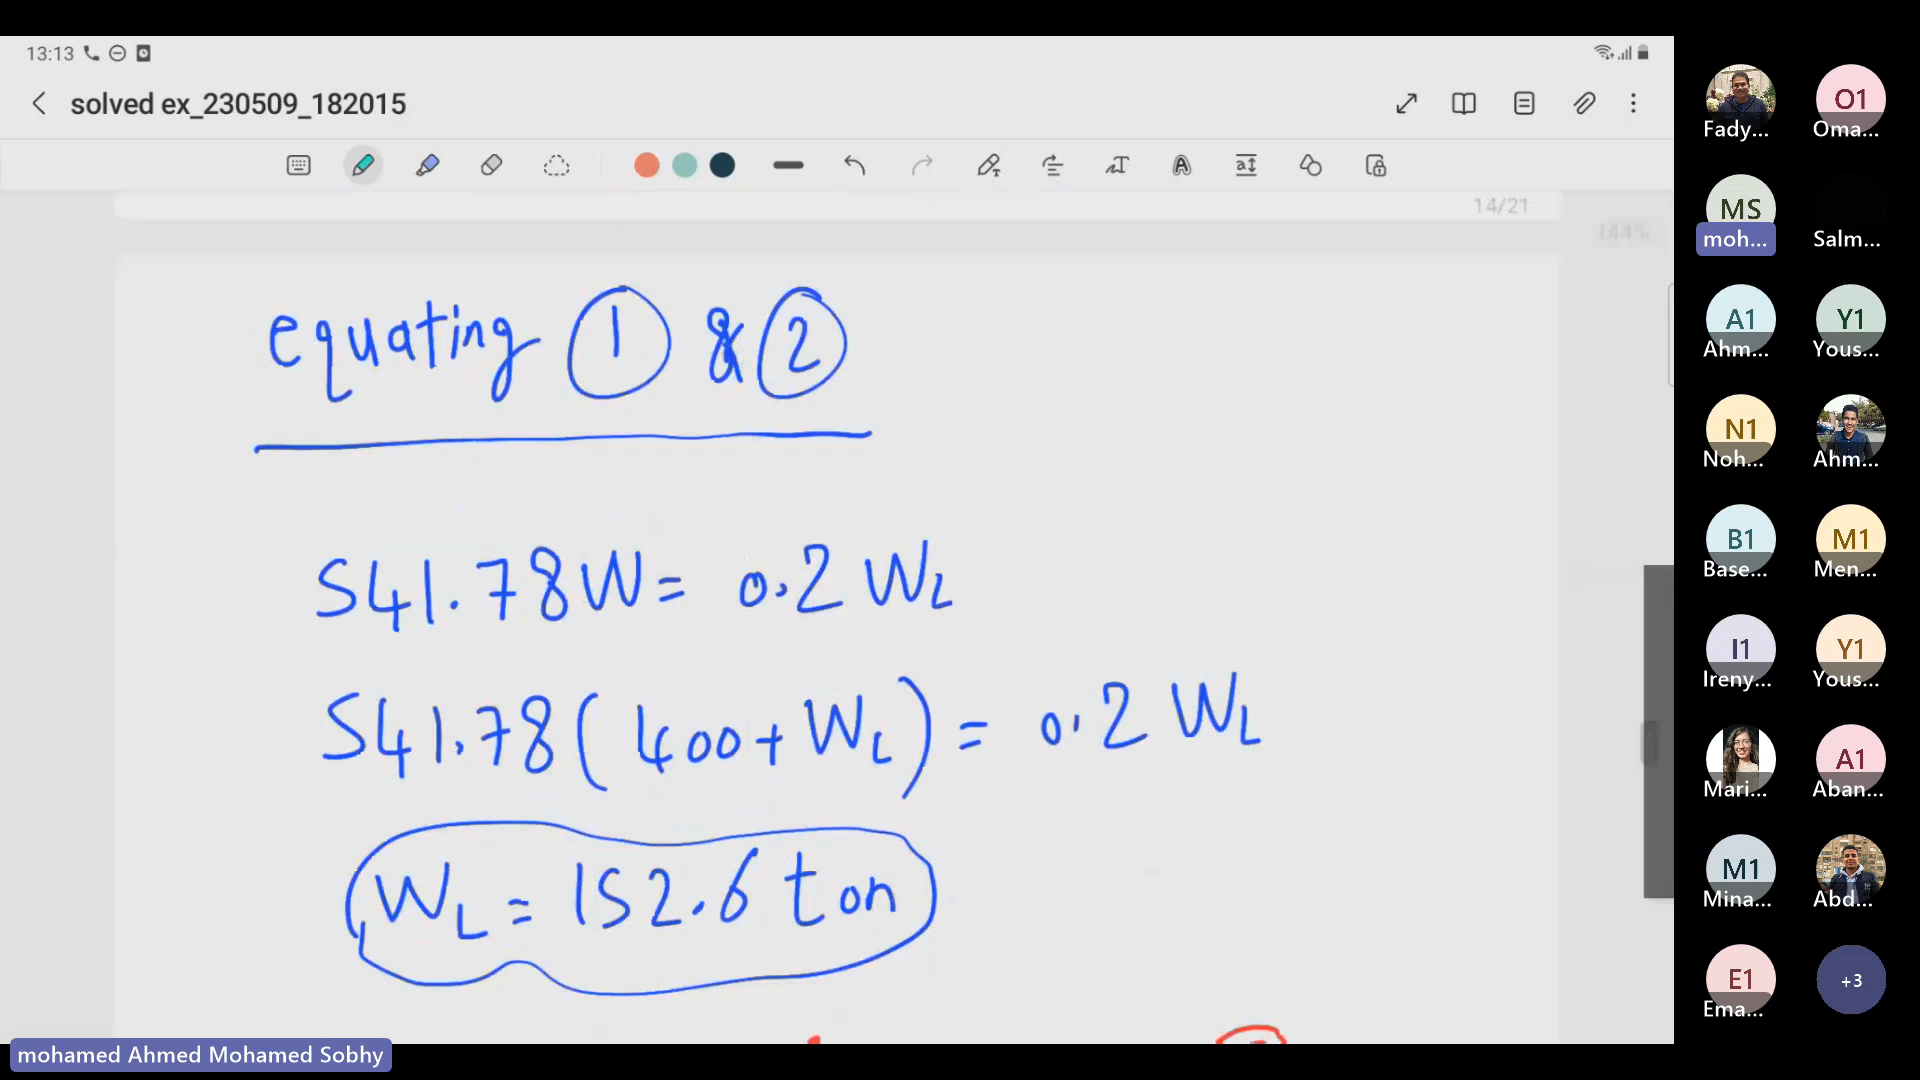 13:13
solved ex_230509_182015
14/21
144%
equating ① & ②
541.78 W = 0.2 WL
541.78 ( 400 + WL ) = 0.2 WL
WL = 152.6 ton
mohamed Ahmed Mohamed Sobhy
Fady...
O1
Oma...
MS
moh...
Salm...
A1
Ahm...
Y1
Yous...
N1
Noh...
Ahm...
B1
Base...
M1
Men...
I1
Ireny...
Y1
Yous...
Mari...
A1
Aban...
M1
Mina...
Abd...
E1
Ema...
+3